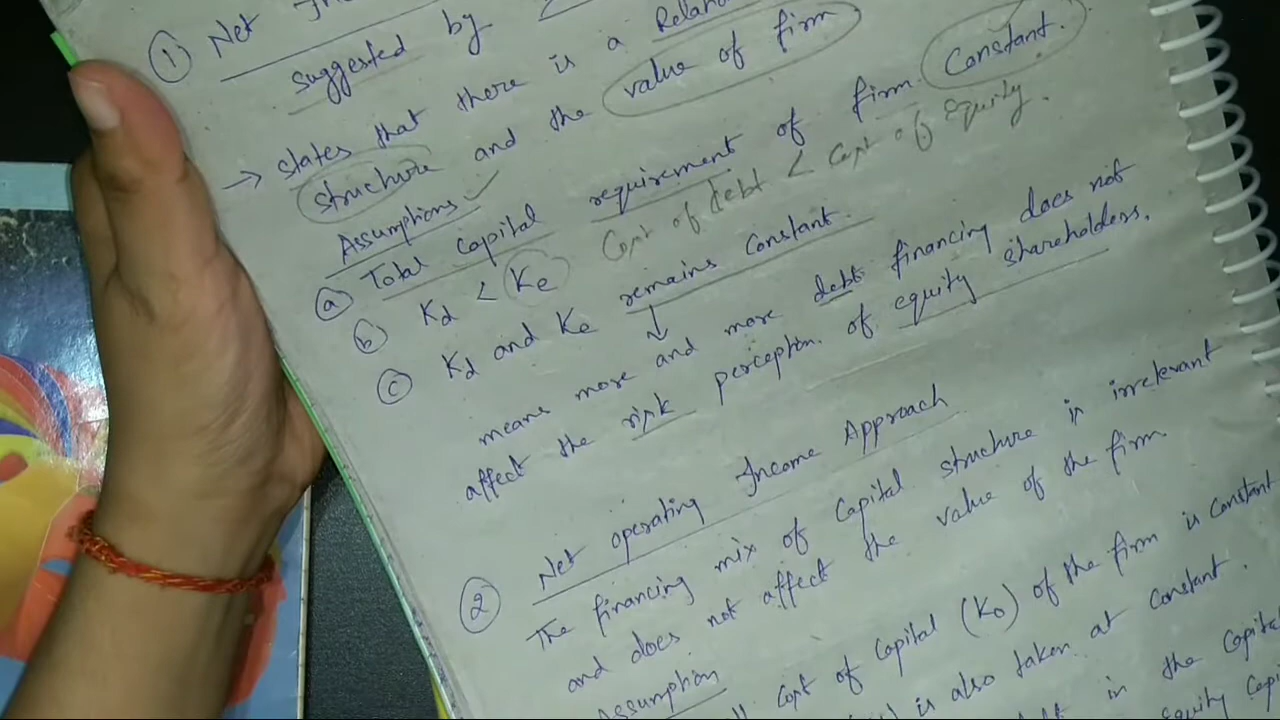 ① Net
suggested by
→ States that there is a
structure and the value of firm
Assumptions ✓
ⓐ Total capital requirement of firm Constant.
ⓑ Kd < Ke Cost of debt < Cost of Equity.
ⓒ Kd and Ke remains Constant.
↓
means more and more debt financing does not
affect the risk perception of equity shareholders.
② Net operating Income Approach
The financing mix of Capital structure is irrelevant
and does not affect the value of the firm.
Assumption
Cost of Capital (Ko) of the firm is constant
is also taken at Constant.
in the Capital
equity